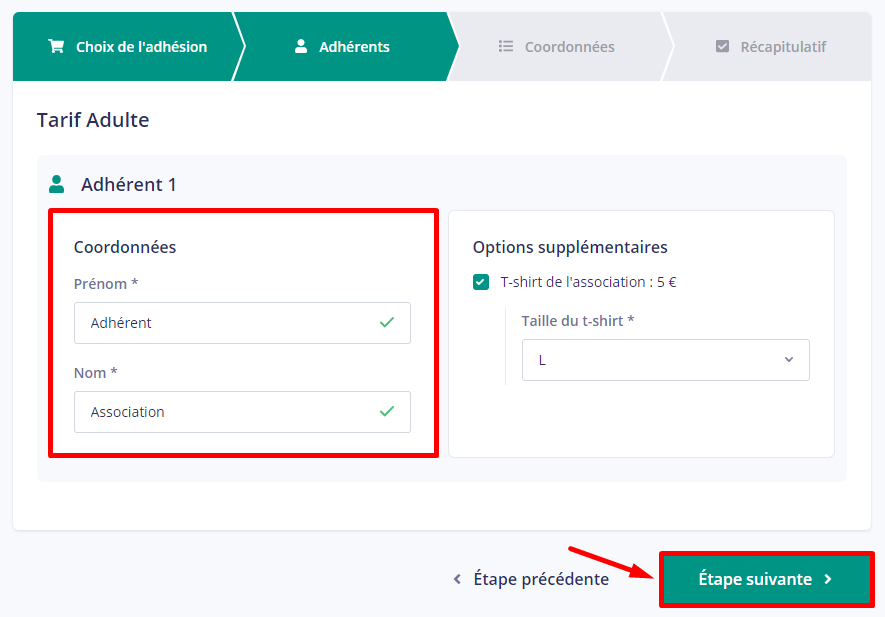 Choix de l'adhésion
Adhérents
Coordonnées
Récapitulatif
Tarif Adulte
Adhérent 1
Coordonnées
Prénom *
Adhérent
Nom *
Association
Options supplémentaires
T-shirt de l'association : 5 €
Taille du t-shirt *
L
Étape précédente
Étape suivante